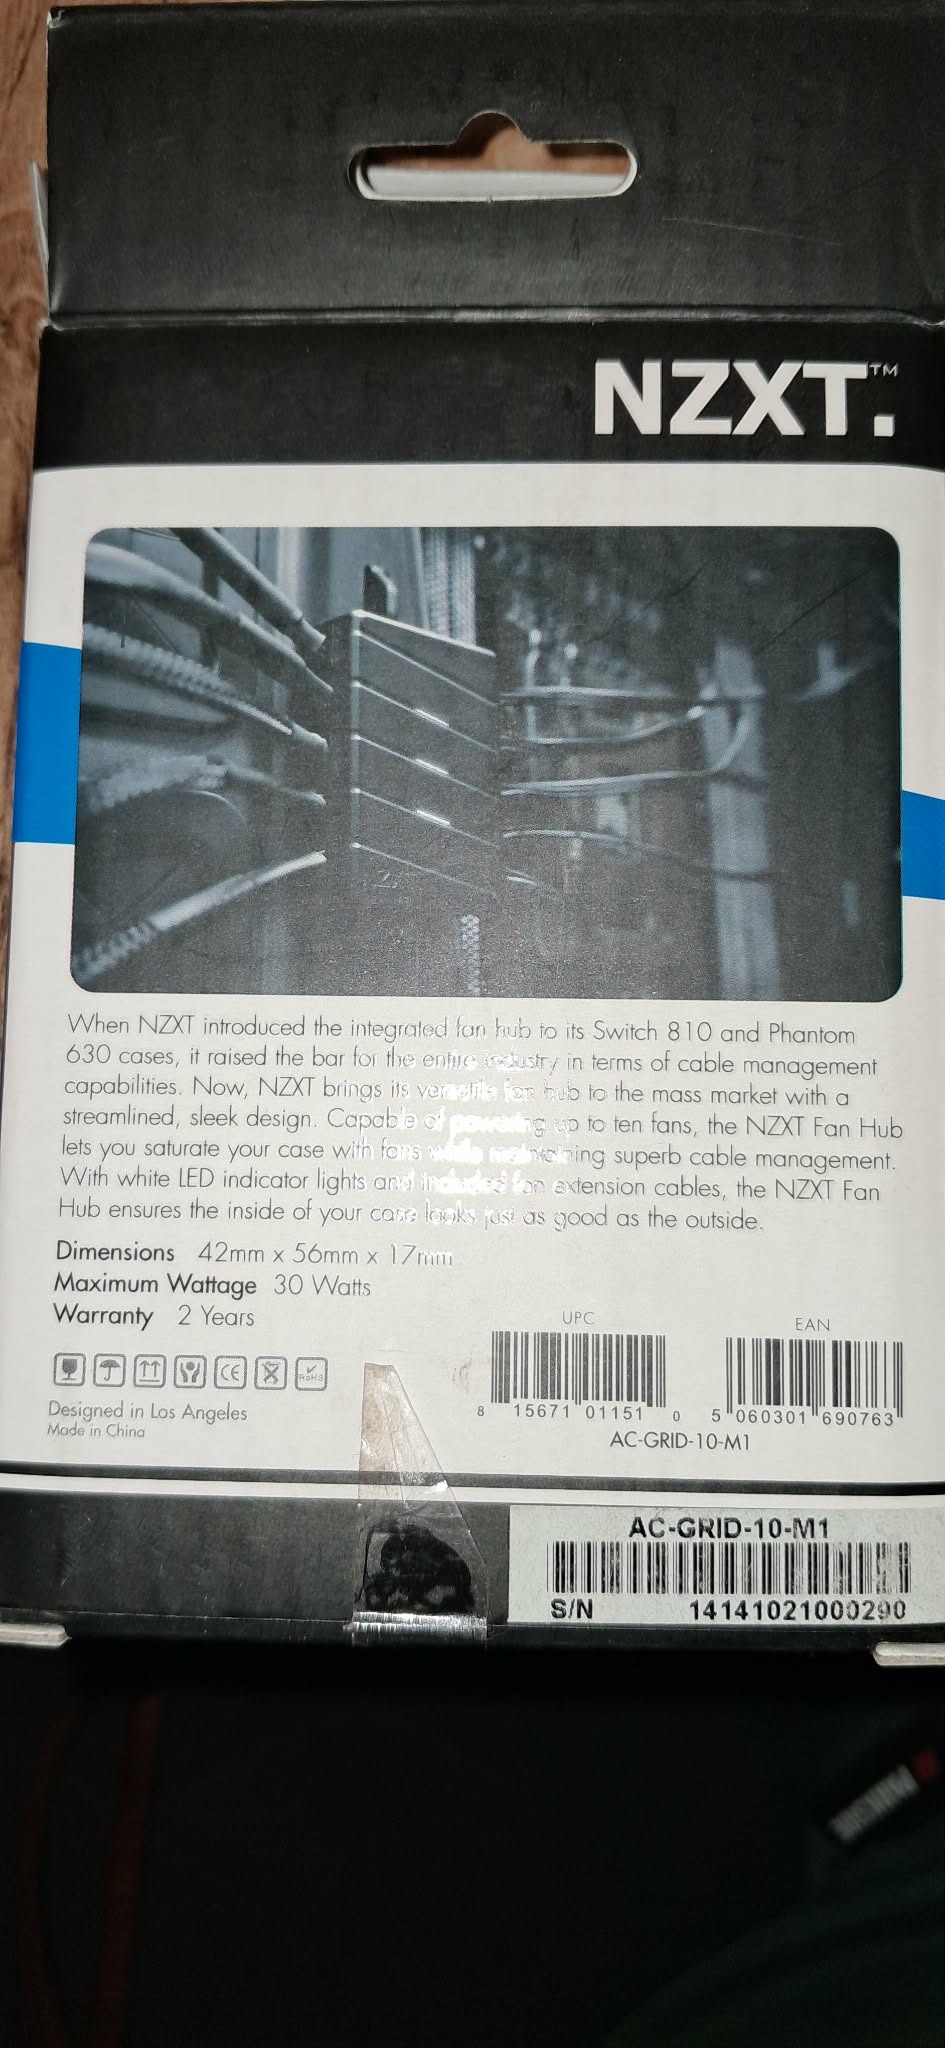 NZXT.™
When NZXT introduced the integrated fan hub to its Switch 810 and Phantom
630 cases, it raised the bar for the entire industry in terms of cable management
capabilities. Now, NZXT brings its versatile fan hub to the mass market with a
streamlined, sleek design. Capable of powering up to ten fans, the NZXT Fan Hub
lets you saturate your case with fans while maintaining superb cable management.
With white LED indicator lights and included fan extension cables, the NZXT Fan
Hub ensures the inside of your case looks just as good as the outside.
Dimensions 42mm x 56mm x 17mm
Maximum Wattage 30 Watts
Warranty 2 Years
UPC
EAN
CE
RoHS
8 15671 01151 0
5 060301 690763
Designed in Los Angeles
Made in China
AC-GRID-10-M1
AC-GRID-10-M1
S/N 14141021000290